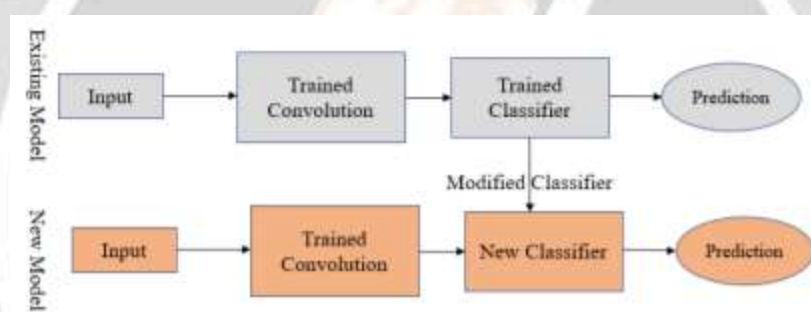 Existing Model
Input
Trained
Convolution
Trained
Classifier
Prediction
Modified Classifier
New Model
Input
Trained
Convolution
New Classifier
Prediction